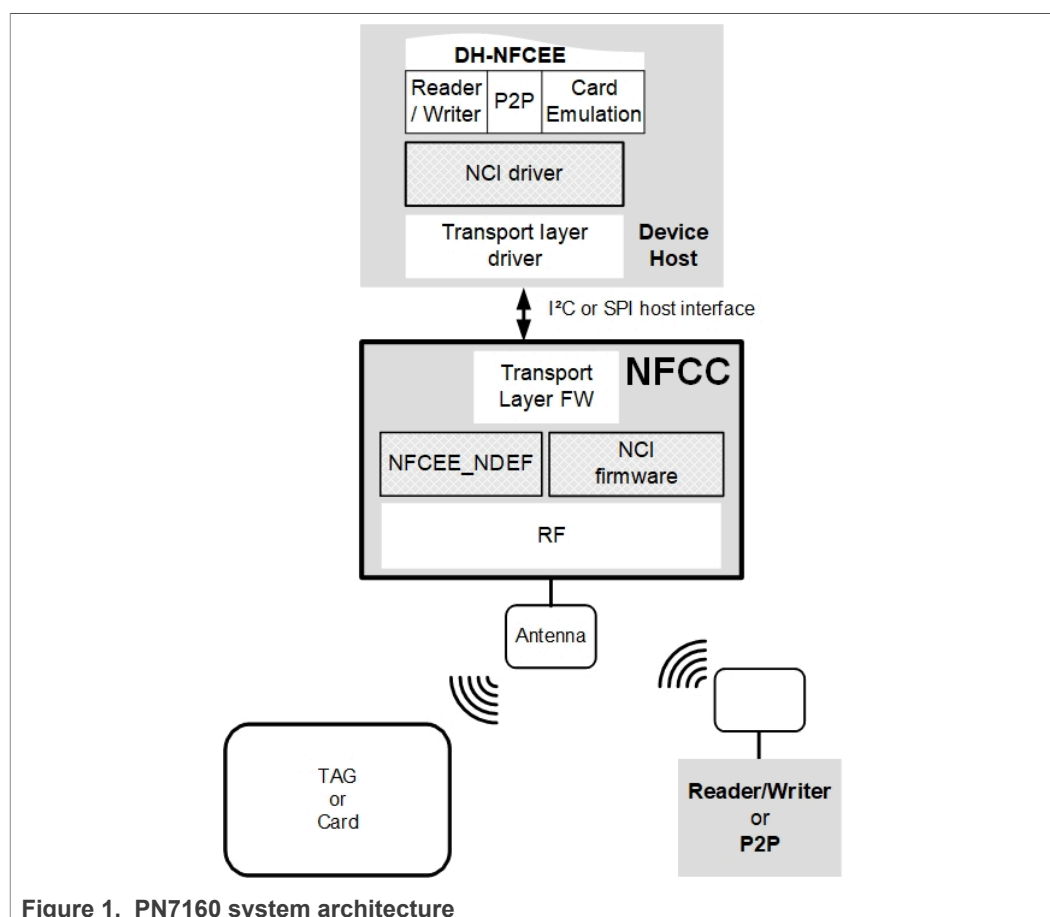 DH-NFCEE
Reader
/ Writer
P2P
Card
Emulation
NCI driver
Transport layer
driver
Device
Host
I²C or SPI host interface
NFCC
Transport
Layer FW
NFCEE_NDEF
NCI
firmware
RF
Antenna
TAG
or
Card
Reader/Writer
or
P2P
Figure 1. PN7160 system architecture